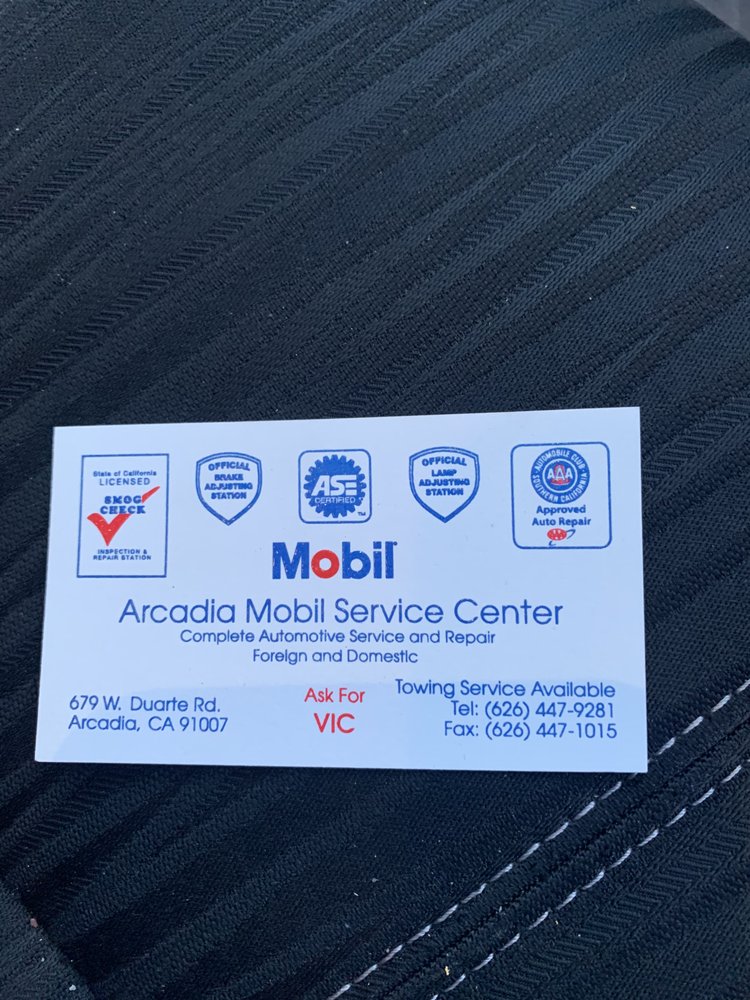 State of California
LICENSED
SMOG
CHECK
INSPECTION &
REPAIR STATION
OFFICIAL
BRAKE
ADJUSTING
STATION
ASE
CERTIFIED
TM
OFFICIAL
LAMP
ADJUSTING
STATION
AUTOMOBILE CLUB
AAA
SOUTHERN CALIFORNIA
Approved
Auto Repair
Mobil
Arcadia Mobil Service Center
Complete Automotive Service and Repair
Foreign and Domestic
679 W. Duarte Rd.
Arcadia, CA 91007
Ask For
VIC
Towing Service Available
Tel: (626) 447-9281
Fax: (626) 447-1015